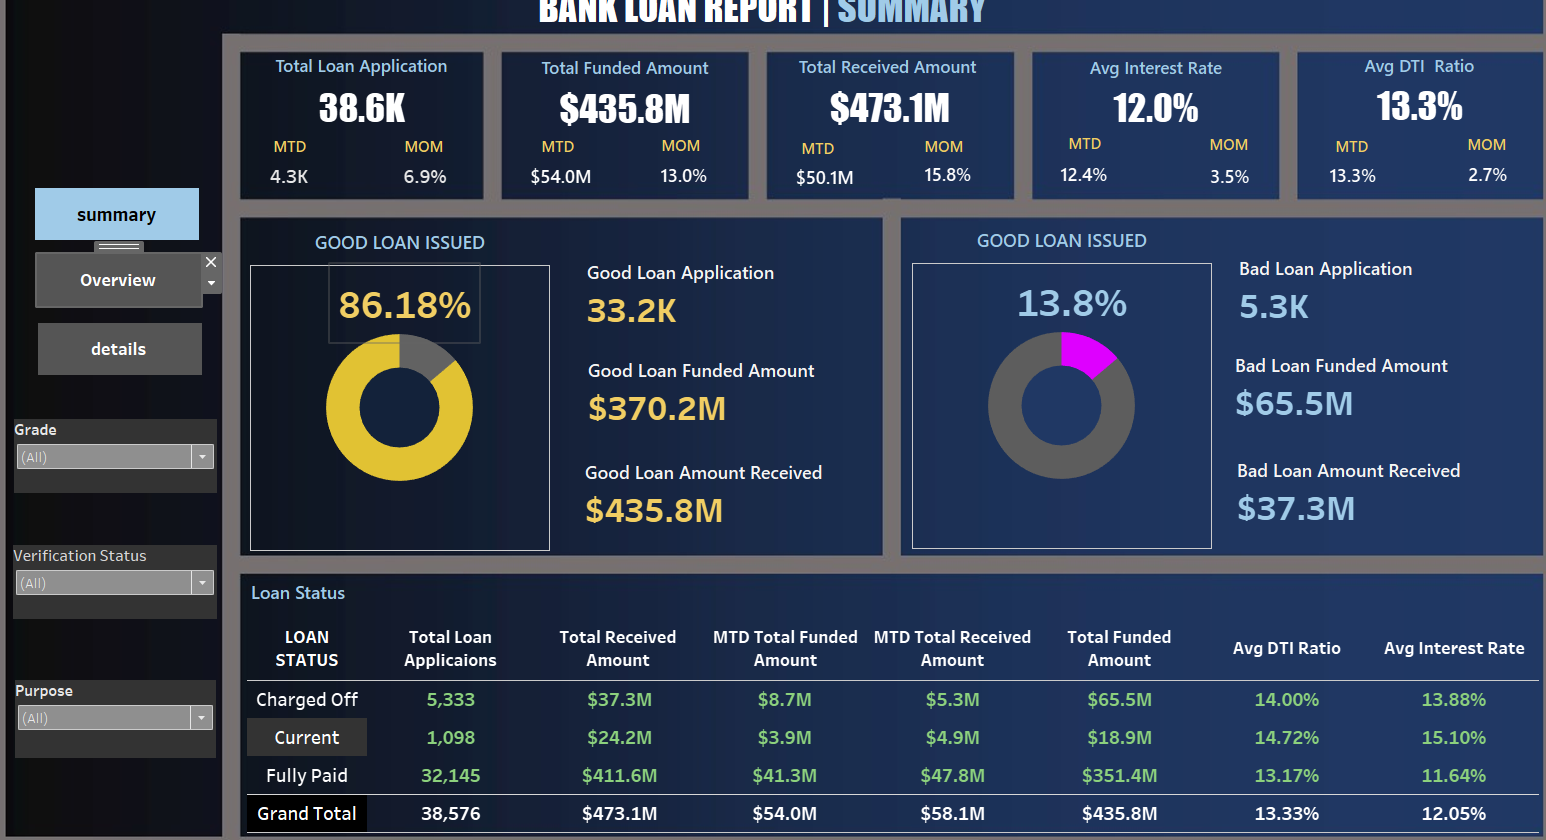 BANK LOAN REPORT | SUMMARY
Total Loan Application
38.6K
MTD MOM
4.3K 6.9%
Total Funded Amount
$435.8M
MTD MOM
$54.0M 13.0%
Total Received Amount
$473.1M
MTD MOM
$50.1M 15.8%
Avg Interest Rate
12.0%
MTD MOM
12.4% 3.5%
Avg DTI Ratio
13.3%
MTD MOM
13.3% 2.7%
summary
Overview
details
Grade
(All)
Verification Status
(All)
Purpose
(All)
GOOD LOAN ISSUED
86.18%
Good Loan Application
33.2K
Good Loan Funded Amount
$370.2M
Good Loan Amount Received
$435.8M
GOOD LOAN ISSUED
13.8%
Bad Loan Application
5.3K
Bad Loan Funded Amount
$65.5M
Bad Loan Amount Received
$37.3M
Loan Status
LOAN STATUS Total Loan Applicaions Total Received Amount MTD Total Funded Amount MTD Total Received Amount Total Funded Amount Avg DTI Ratio Avg Interest Rate
Charged Off 5,333 $37.3M $8.7M $5.3M $65.5M 14.00% 13.88%
Current 1,098 $24.2M $3.9M $4.9M $18.9M 14.72% 15.10%
Fully Paid 32,145 $411.6M $41.3M $47.8M $351.4M 13.17% 11.64%
Grand Total 38,576 $473.1M $54.0M $58.1M $435.8M 13.33% 12.05%